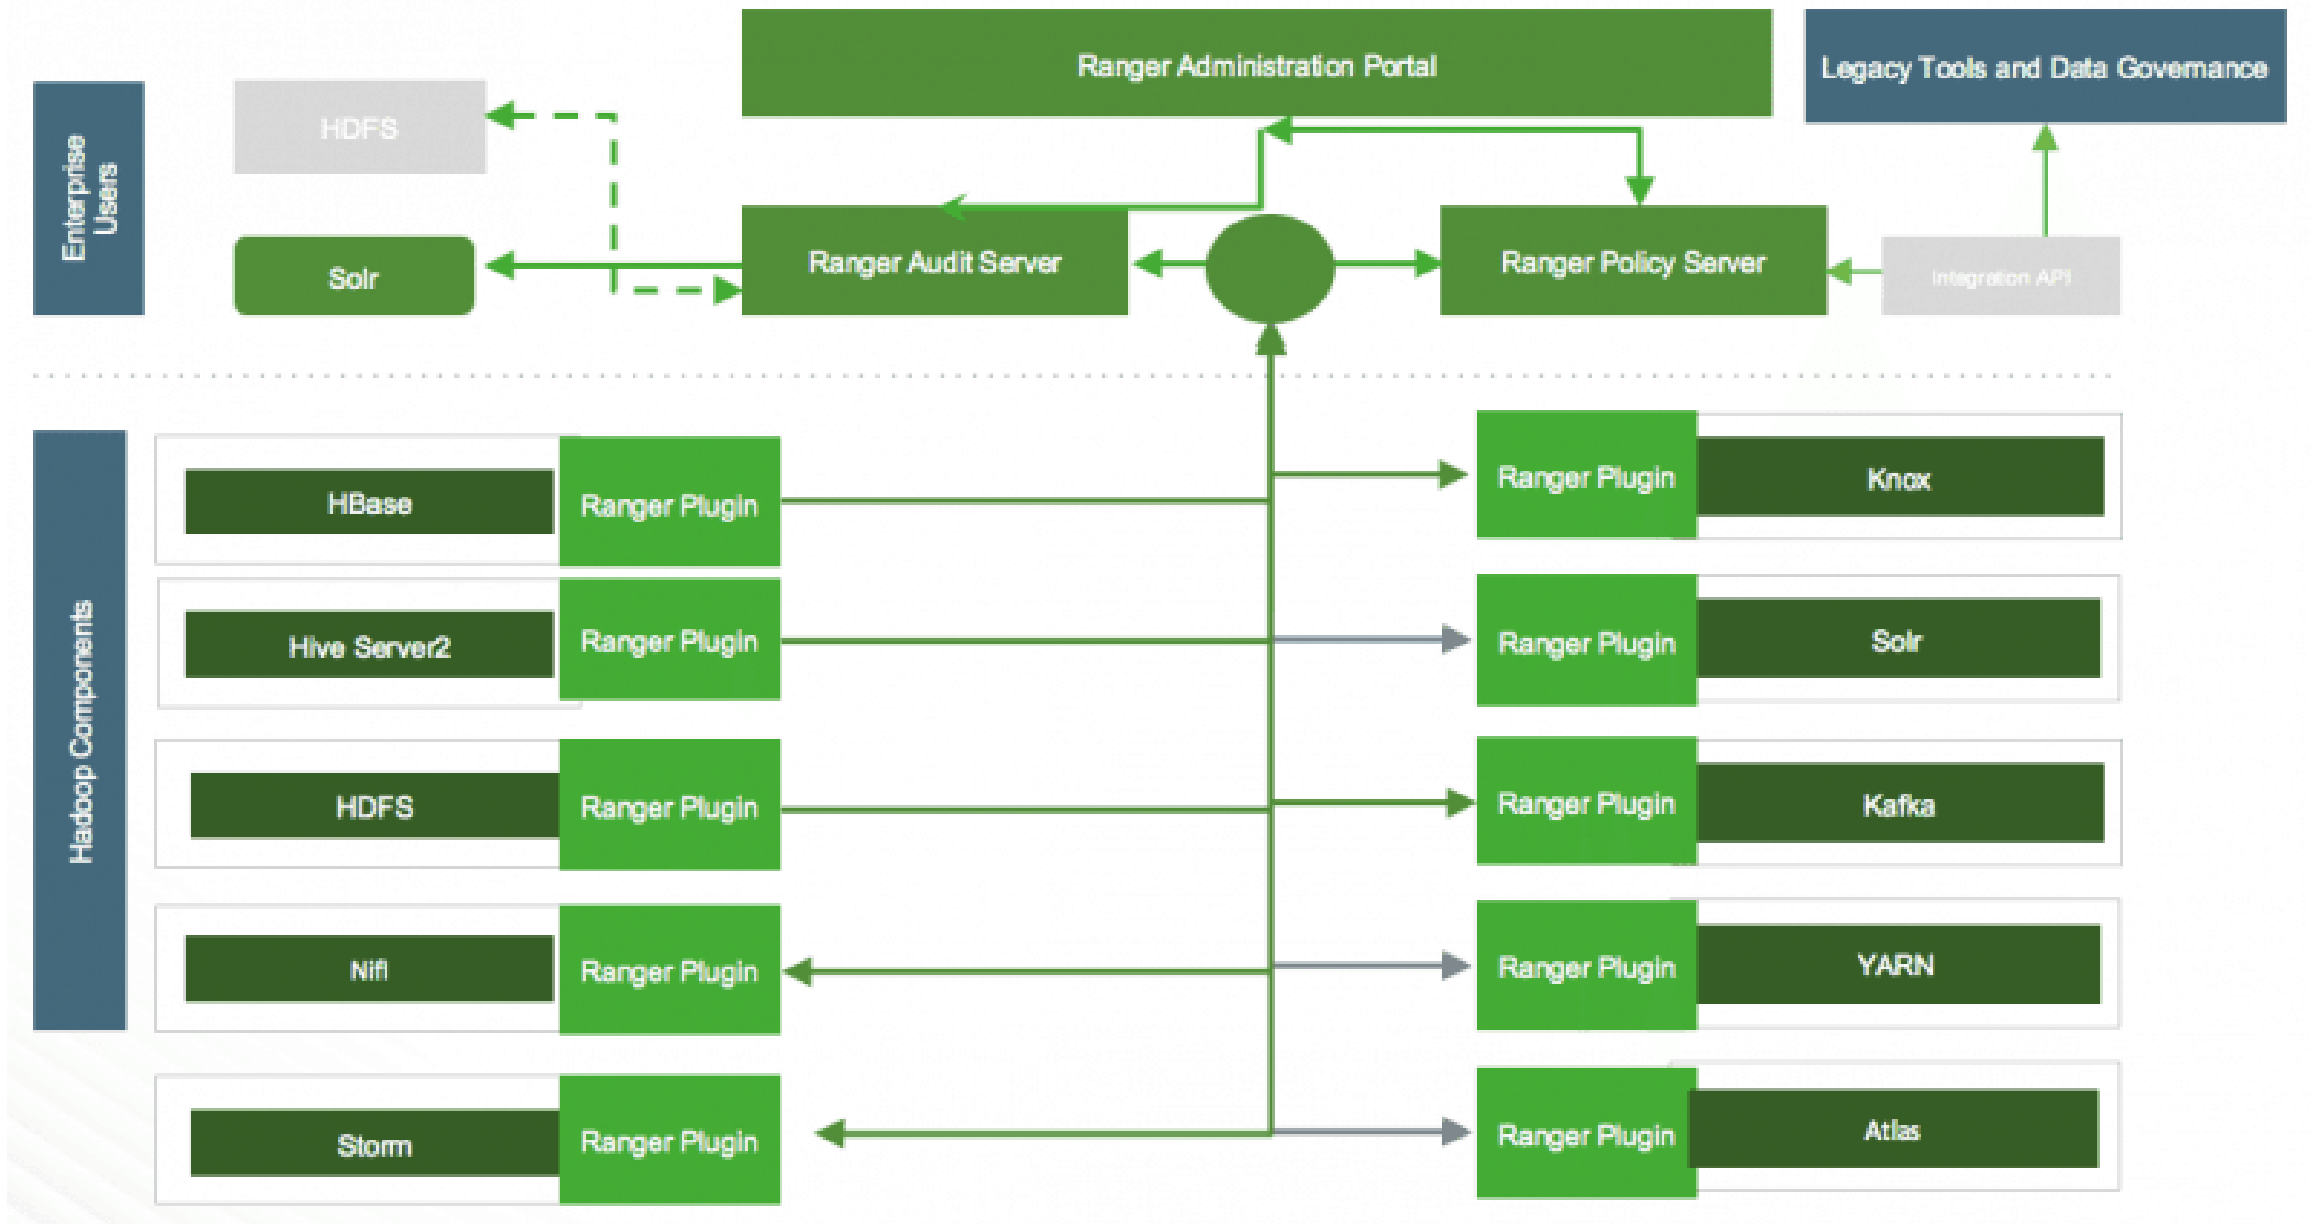 Ranger Administration Portal
Legacy Tools and Data Governance
Enterprise
Users
HDFS
Solr
Ranger Audit Server
Ranger Policy Server
Integration API
Hadoop Components
HBase
Ranger Plugin
Ranger Plugin
Knox
Hive Server2
Ranger Plugin
Ranger Plugin
Solr
HDFS
Ranger Plugin
Ranger Plugin
Kafka
Nifi
Ranger Plugin
Ranger Plugin
YARN
Storm
Ranger Plugin
Ranger Plugin
Atlas